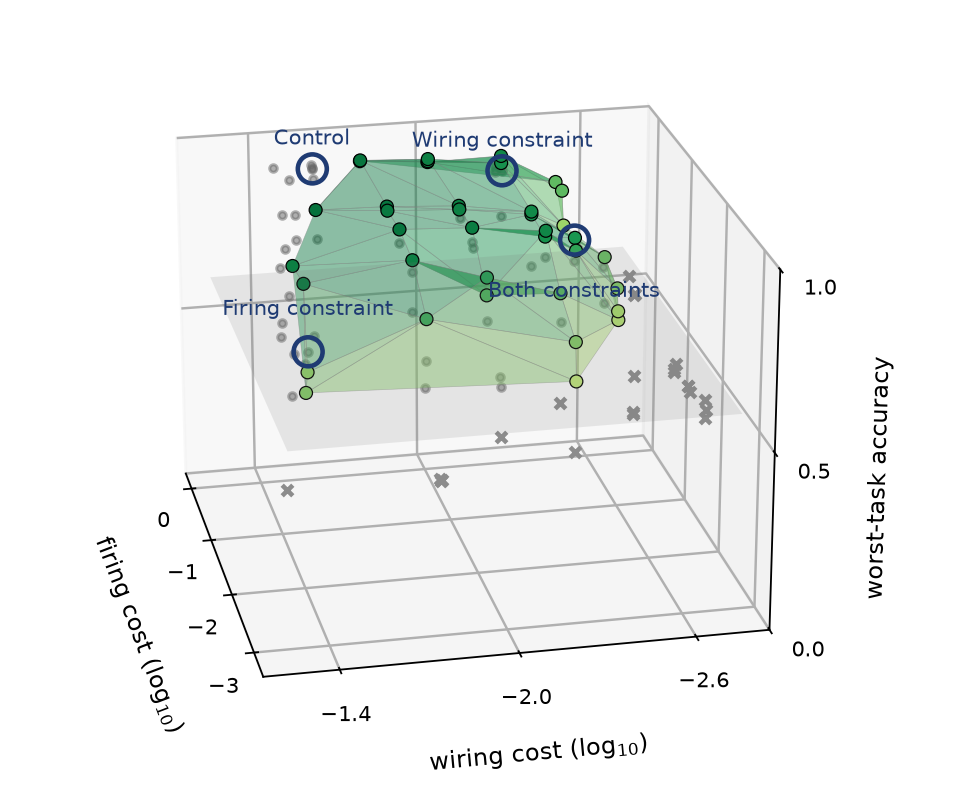 Control
Wiring constraint
Both constraints
Firing constraint
1.0
0.5
0.0
worst-task accuracy
0
−1
−2
−3
firing cost (log₁₀)
−1.4
−2.0
−2.6
wiring cost (log₁₀)